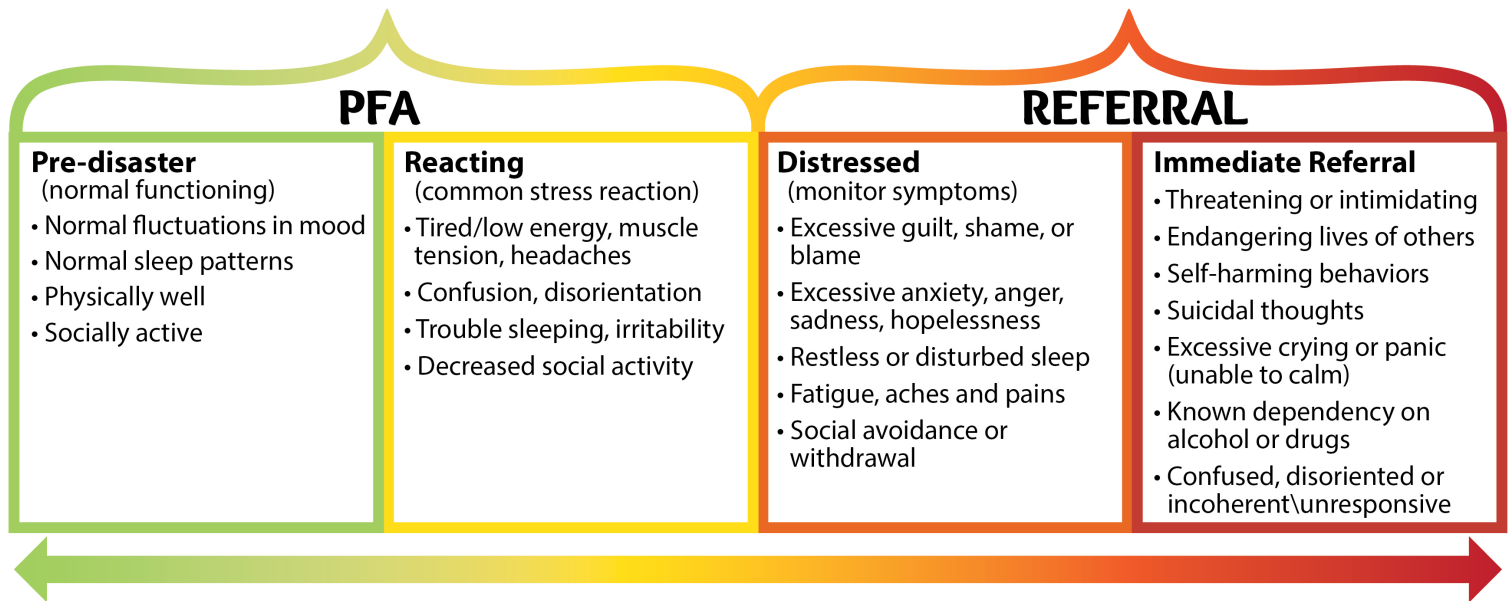 PFA
REFERRAL
Pre-disaster
(normal functioning)
• Normal fluctuations in mood
• Normal sleep patterns
• Physically well
• Socially active
Reacting
(common stress reaction)
• Tired/low energy, muscle
tension, headaches
• Confusion, disorientation
• Trouble sleeping, irritability
• Decreased social activity
Distressed
(monitor symptoms)
• Excessive guilt, shame, or
blame
• Excessive anxiety, anger,
sadness, hopelessness
• Restless or disturbed sleep
• Fatigue, aches and pains
• Social avoidance or
withdrawal
Immediate Referral
• Threatening or intimidating
• Endangering lives of others
• Self-harming behaviors
• Suicidal thoughts
• Excessive crying or panic
(unable to calm)
• Known dependency on
alcohol or drugs
• Confused, disoriented or
incoherent\unresponsive